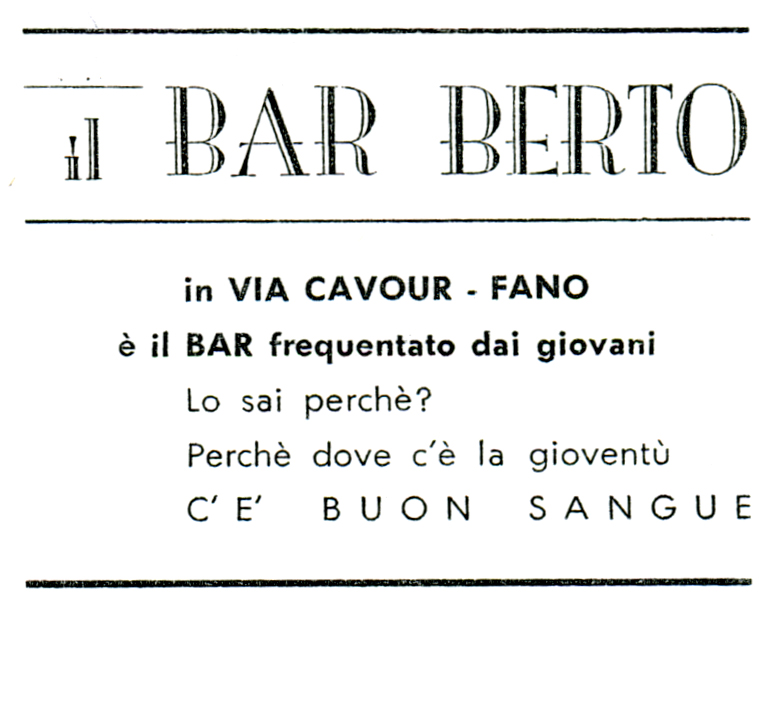 il BAR BERTO
in VIA CAVOUR - FANO
è il BAR frequentato dai giovani
Lo sai perchè?
Perchè dove c'è la gioventù
C'E' BUON SANGUE